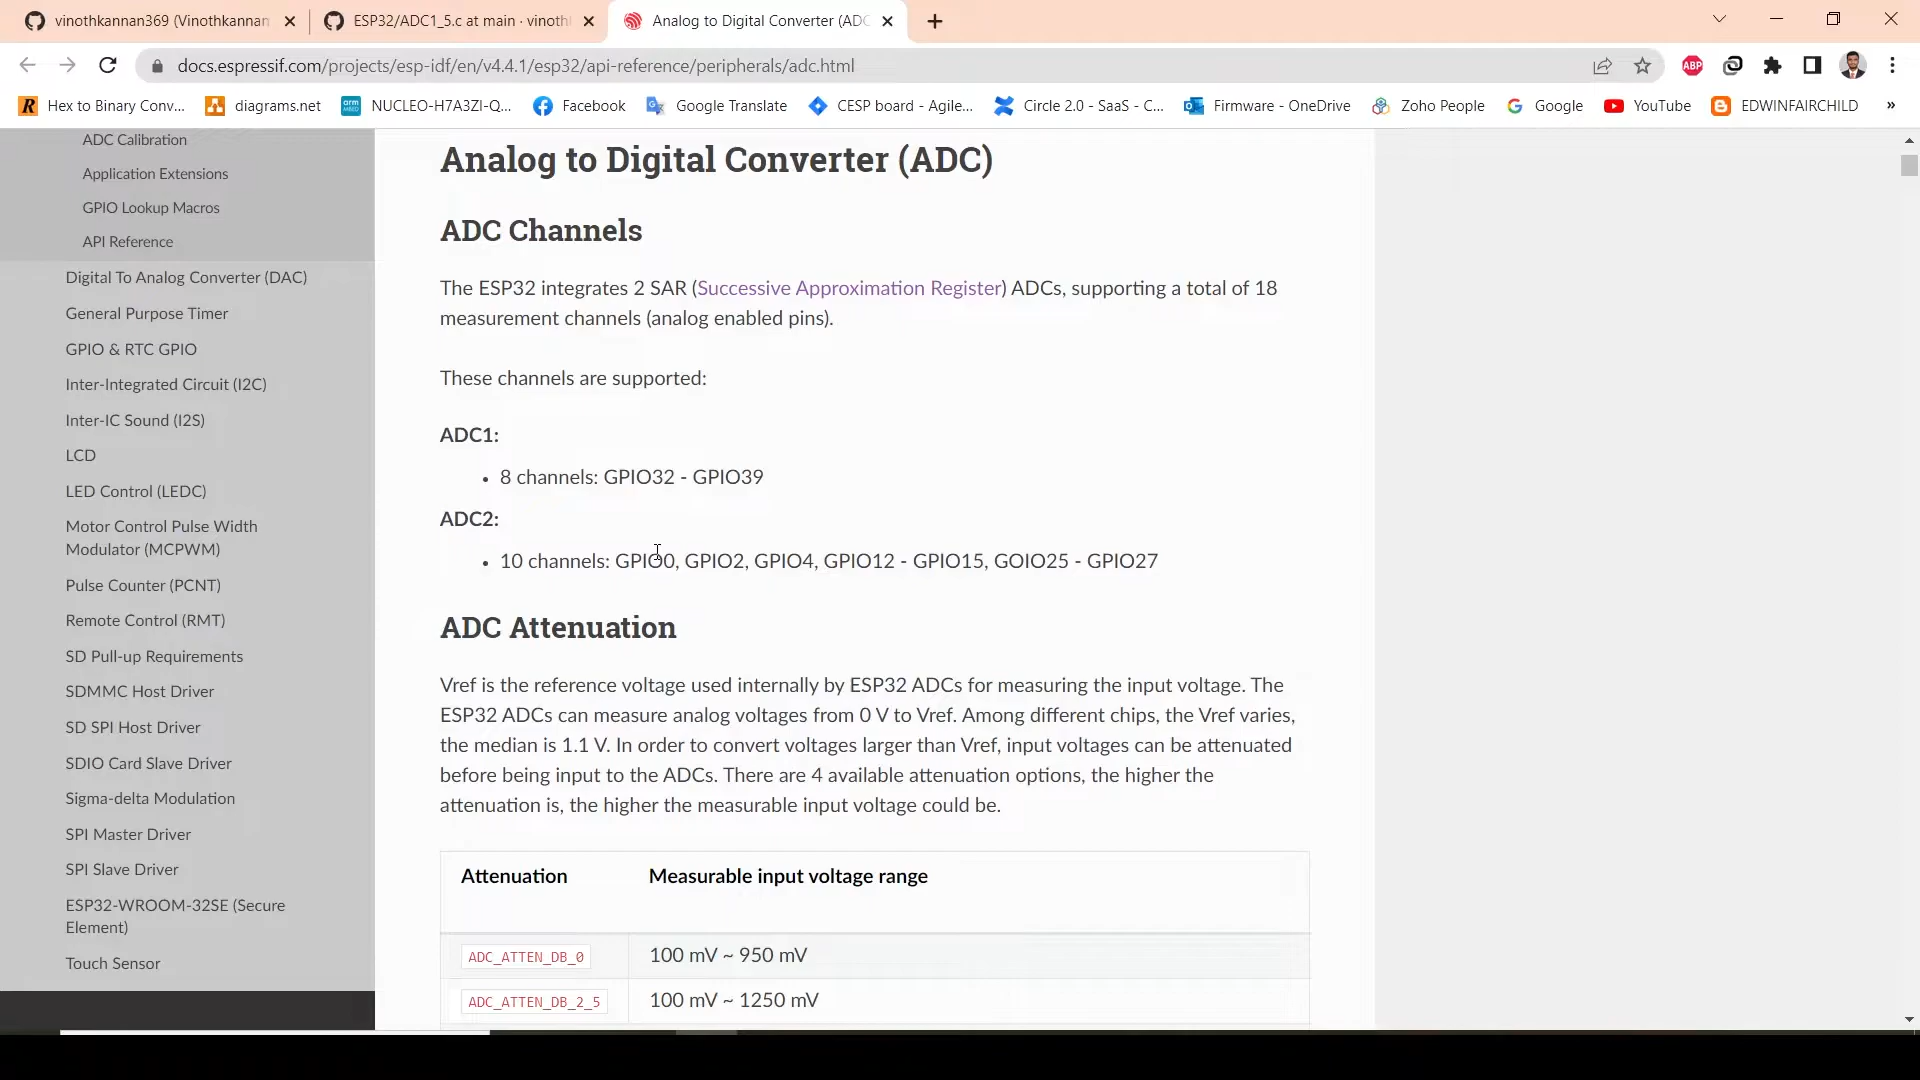 vinothkannan369 (Vinothkannan
ESP32/ADC1_5.c at main · vinoth
Analog to Digital Converter (ADC
docs.espressif.com/projects/esp-idf/en/v4.4.1/esp32/api-reference/peripherals/adc.html
ABP
R Hex to Binary Conv...
diagrams.net
arm MBED NUCLEO-H7A3ZI-Q...
Facebook
Google Translate
CESP board - Agile...
Circle 2.0 - SaaS - C...
Firmware - OneDrive
Zoho People
Google
YouTube
EDWINFAIRCHILD
»
ADC Calibration
Application Extensions
GPIO Lookup Macros
API Reference
Digital To Analog Converter (DAC)
General Purpose Timer
GPIO & RTC GPIO
Inter-Integrated Circuit (I2C)
Inter-IC Sound (I2S)
LCD
LED Control (LEDC)
Motor Control Pulse Width
Modulator (MCPWM)
Pulse Counter (PCNT)
Remote Control (RMT)
SD Pull-up Requirements
SDMMC Host Driver
SD SPI Host Driver
SDIO Card Slave Driver
Sigma-delta Modulation
SPI Master Driver
SPI Slave Driver
ESP32-WROOM-32SE (Secure
Element)
Touch Sensor
Analog to Digital Converter (ADC)
ADC Channels
The ESP32 integrates 2 SAR (Successive Approximation Register) ADCs, supporting a total of 18
measurement channels (analog enabled pins).
These channels are supported:
ADC1:
• 8 channels: GPIO32 - GPIO39
ADC2:
• 10 channels: GPIO0, GPIO2, GPIO4, GPIO12 - GPIO15, GOIO25 - GPIO27
ADC Attenuation
Vref is the reference voltage used internally by ESP32 ADCs for measuring the input voltage. The
ESP32 ADCs can measure analog voltages from 0 V to Vref. Among different chips, the Vref varies,
the median is 1.1 V. In order to convert voltages larger than Vref, input voltages can be attenuated
before being input to the ADCs. There are 4 available attenuation options, the higher the
attenuation is, the higher the measurable input voltage could be.
Attenuation Measurable input voltage range
ADC_ATTEN_DB_0 100 mV ~ 950 mV
ADC_ATTEN_DB_2_5 100 mV ~ 1250 mV